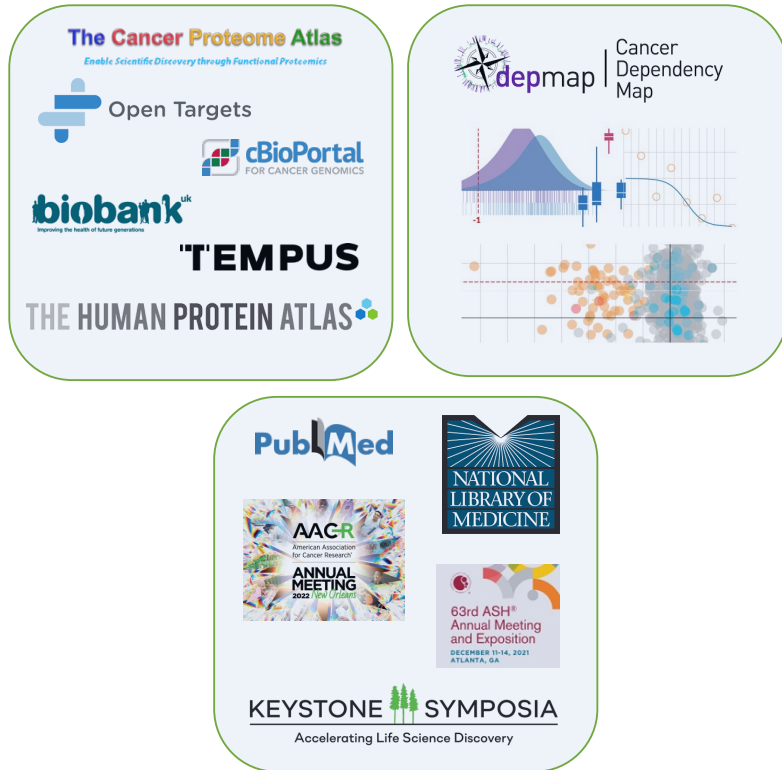 The Cancer Proteome Atlas
Enable Scientific Discovery through Functional Proteomics
Open Targets
cBioPortal
FOR CANCER GENOMICS
biobank uk
Improving the health of future generations
TEMPUS
THE HUMAN PROTEIN ATLAS
depmap
Cancer
Dependency
Map
-1
PubMed
NATIONAL
LIBRARY OF
MEDICINE
AACR
American Association
for Cancer Research®
ANNUAL
MEETING
2022 New Orleans
63rd ASH®
Annual Meeting
and Exposition
DECEMBER 11-14, 2021
ATLANTA, GA
KEYSTONE SYMPOSIA
Accelerating Life Science Discovery